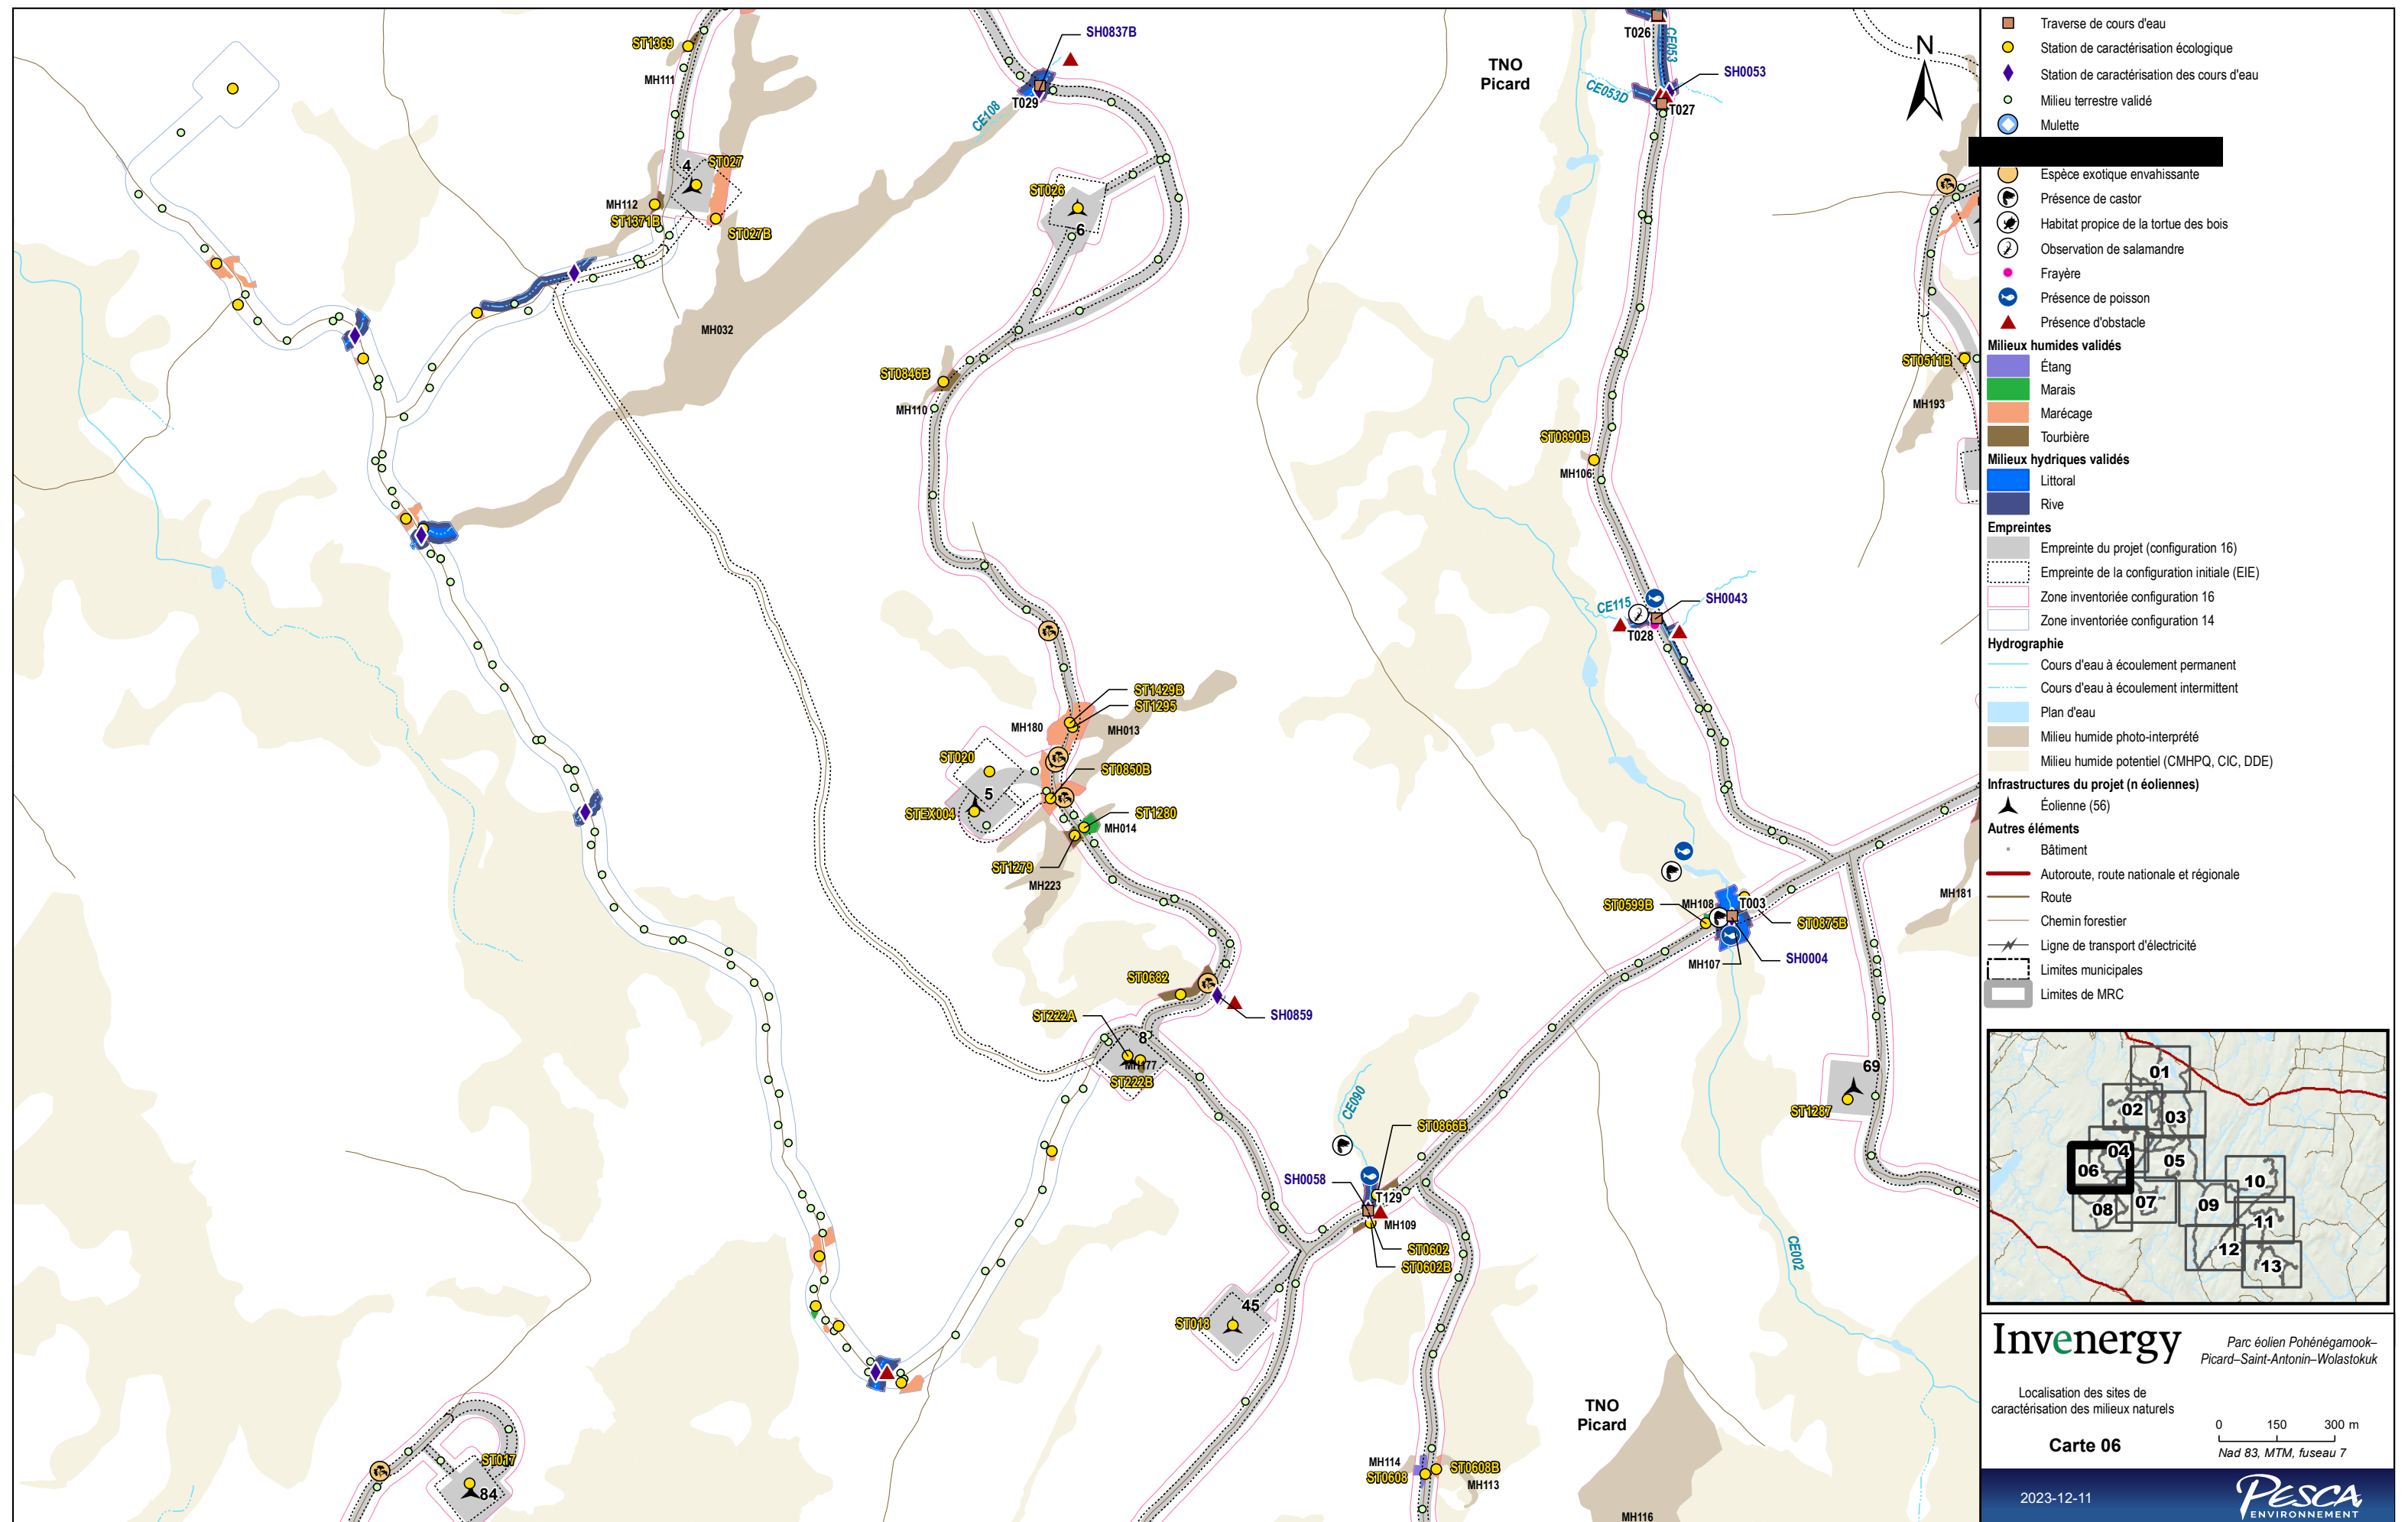 ST1369
MH111
SH0837B
T029
CE108
TNO
Picard
T026
CE053
CE053D
SH0053
T027
N
4
ST027
MH112
ST1371B
ST027B
ST026
6
MH032
ST0846B
MH110
ST0890B
MH106
ST0511B
MH193
CE115
SH0043
T028
ST1429B
ST1295
MH180
MH013
ST020
5
ST0850B
STEX004
ST1280
MH014
ST1279
MH223
ST0599B
MH108
T003
ST0875B
MH107
SH0004
MH181
ST0682
SH0859
ST222A
8
MH177
ST222B
69
ST1287
CE090
ST0866B
SH0058
T129
MH109
ST0602
ST0602B
CE002
45
ST018
TNO
Picard
ST017
84
MH114
ST0608
ST0608B
MH113
MH116
Traverse de cours d'eau
Station de caractérisation écologique
Station de caractérisation des cours d'eau
Milieu terrestre validé
Mulette
Espèce exotique envahissante
Présence de castor
Habitat propice de la tortue des bois
Observation de salamandre
Frayère
Présence de poisson
Présence d'obstacle
Milieux humides validés
Étang
Marais
Marécage
Tourbière
Milieux hydriques validés
Littoral
Rive
Empreintes
Empreinte du projet (configuration 16)
Empreinte de la configuration initiale (EIE)
Zone inventoriée configuration 16
Zone inventoriée configuration 14
Hydrographie
Cours d'eau à écoulement permanent
Cours d'eau à écoulement intermittent
Plan d'eau
Milieu humide photo-interprété
Milieu humide potentiel (CMHPQ, CIC, DDE)
Infrastructures du projet (n éoliennes)
Éolienne (56)
Autres éléments
Bâtiment
Autoroute, route nationale et régionale
Route
Chemin forestier
Ligne de transport d'électricité
Limites municipales
Limites de MRC
01
02
03
04
05
06
07
08
09
10
11
12
13
Invenergy
Parc éolien Pohénégamook–
Picard–Saint-Antonin–Wolastokuk
Localisation des sites de
caractérisation des milieux naturels
Carte 06
0 150 300 m
Nad 83, MTM, fuseau 7
2023-12-11
PESCA
ENVIRONNEMENT